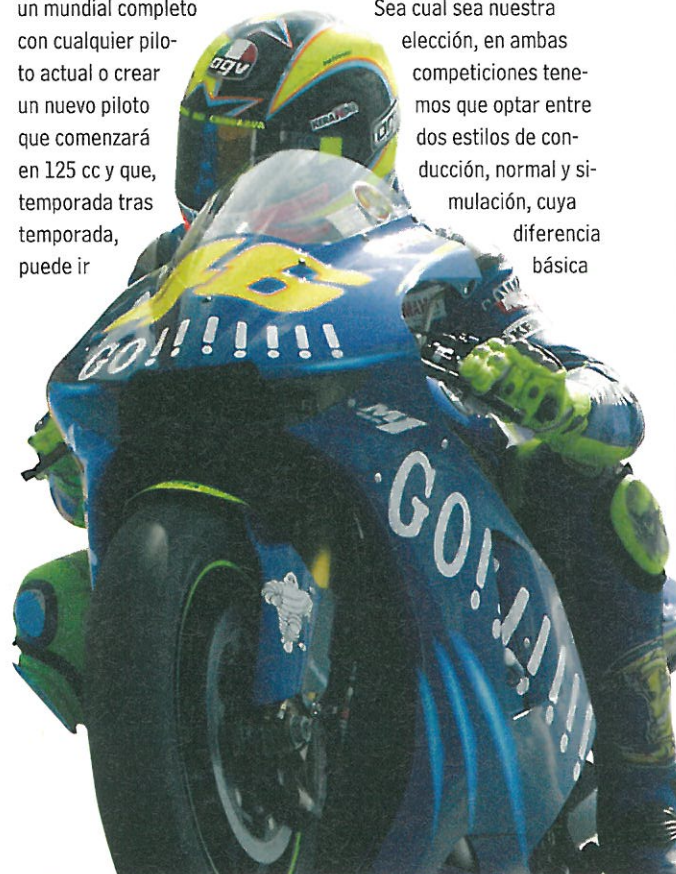 un mundial completo
con cualquier pilo-
to actual o crear
un nuevo piloto
que comenzará
en 125 cc y que,
temporada tras
temporada,
puede ir
Sea cual sea nuestra
elección, en ambas
competiciones tene-
mos que optar entre
dos estilos de con-
ducción, normal y si-
mulación, cuya
diferencia
básica
agv
46
GO!!!!!!!!
M1
GO!!!!!!!